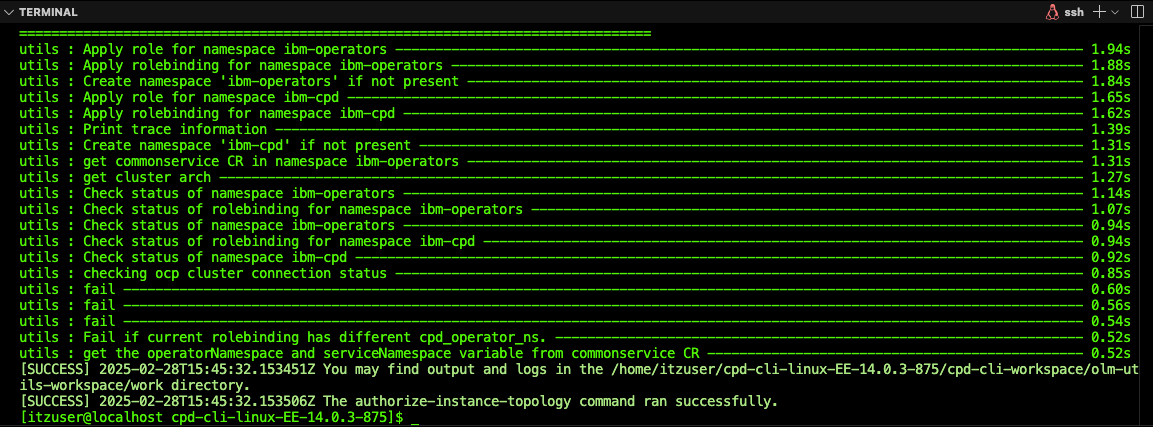 TERMINAL
ssh
===============================================================================
utils : Apply role for namespace ibm-operators --- 1.94s
utils : Apply rolebinding for namespace ibm-operators --- 1.88s
utils : Create namespace 'ibm-operators' if not present --- 1.84s
utils : Apply role for namespace ibm-cpd --- 1.65s
utils : Apply rolebinding for namespace ibm-cpd --- 1.62s
utils : Print trace information --- 1.39s
utils : Create namespace 'ibm-cpd' if not present --- 1.31s
utils : get commonservice CR in namespace ibm-operators --- 1.31s
utils : get cluster arch --- 1.27s
utils : Check status of namespace ibm-operators --- 1.14s
utils : Check status of rolebinding for namespace ibm-operators --- 1.07s
utils : Check status of namespace ibm-operators --- 0.94s
utils : Check status of rolebinding for namespace ibm-cpd --- 0.94s
utils : Check status of namespace ibm-cpd --- 0.92s
utils : checking ocp cluster connection status --- 0.85s
utils : fail --- 0.60s
utils : fail --- 0.56s
utils : fail --- 0.54s
utils : Fail if current rolebinding has different cpd_operator_ns. --- 0.52s
utils : get the operatorNamespace and serviceNamespace variable from commonservice CR --- 0.52s
[SUCCESS] 2025-02-28T15:45:32.153451Z You may find output and logs in the /home/itzuser/cpd-cli-linux-EE-14.0.3-875/cpd-cli-workspace/olm-ut
ils-workspace/work directory.
[SUCCESS] 2025-02-28T15:45:32.153506Z The authorize-instance-topology command ran successfully.
[itzuser@localhost cpd-cli-linux-EE-14.0.3-875]$ _